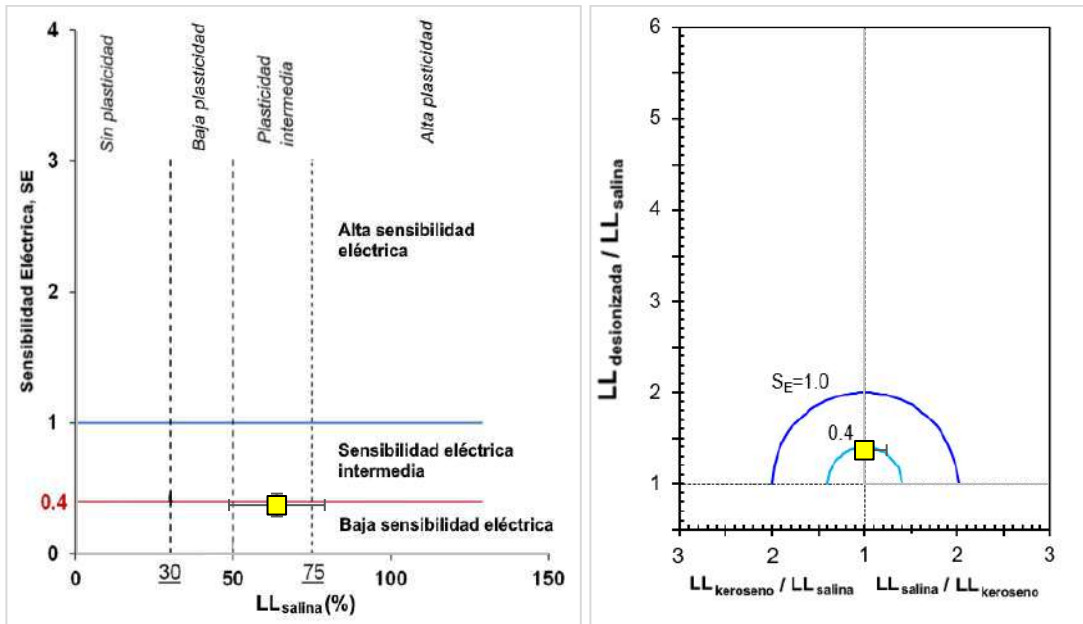 4
3
2
1
0.4
0
Sensibilidad Eléctrica, SE
Sin plasticidad
Baja plasticidad
Plasticidad
intermedia
Alta plasticidad
Alta sensibilidad
eléctrica
Sensibilidad eléctrica
intermedia
Baja sensibilidad eléctrica
0 30 50 75 100 150
LLsalina(%)
6
5
4
3
2
1
LLdesionizada / LLsalina
SE=1.0
0.4
3 2 1 2 3
LLkeroseno / LLsalina LLsalina / LLkeroseno